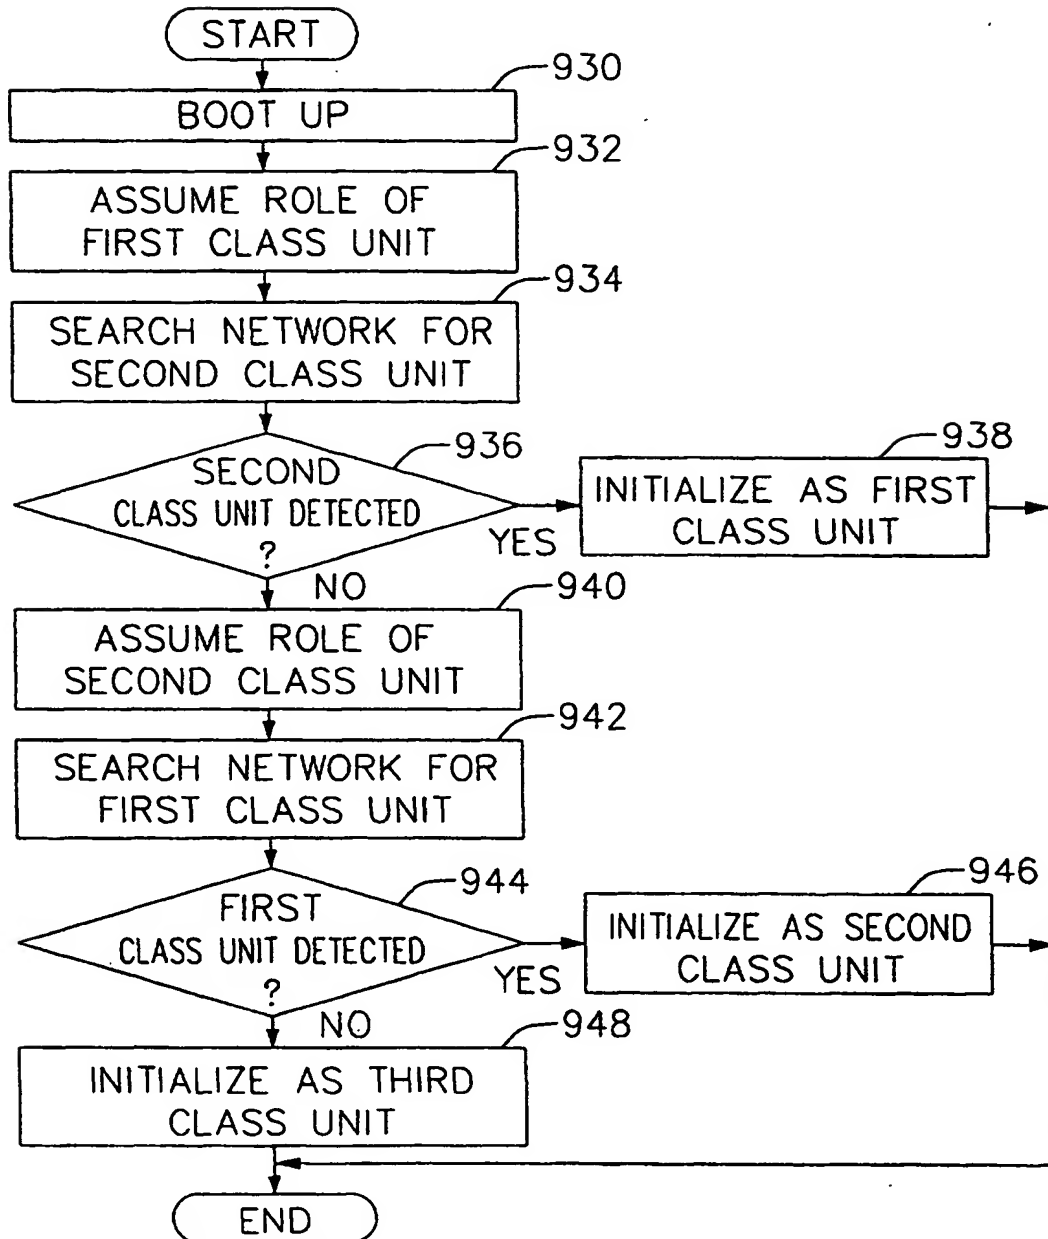 START
930
BOOT UP
932
ASSUME ROLE OF
FIRST CLASS UNIT
934
SEARCH NETWORK FOR
SECOND CLASS UNIT
936
SECOND
CLASS UNIT DETECTED
?
YES
NO
938
INITIALIZE AS FIRST
CLASS UNIT
940
ASSUME ROLE OF
SECOND CLASS UNIT
942
SEARCH NETWORK FOR
FIRST CLASS UNIT
944
FIRST
CLASS UNIT DETECTED
?
YES
NO
946
INITIALIZE AS SECOND
CLASS UNIT
948
INITIALIZE AS THIRD
CLASS UNIT
END